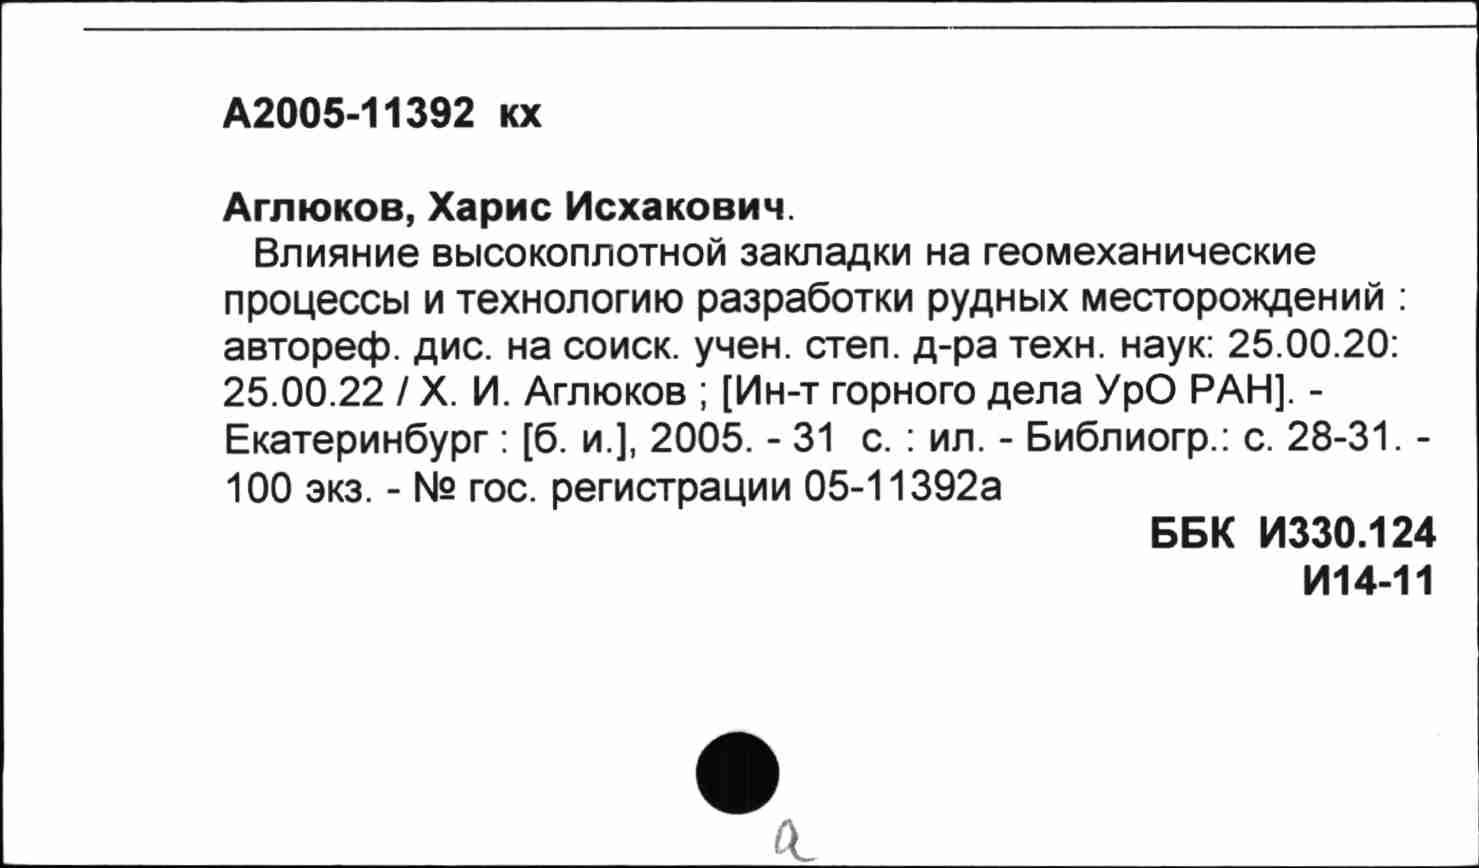 А2005-11392 кх
Аглюков, Харис Исхакович.
Влияние высокоплотной закладки на геомеханические
процессы и технологию разработки рудных месторождений :
автореф. дис. на соиск. учен. степ. д-ра техн. наук: 25.00.20:
25.00.22 / Х. И. Аглюков ; [Ин-т горного дела УрО РАН]. -
Екатеринбург : [б. и.], 2005. - 31 с. : ил. - Библиогр.: с. 28-31. -
100 экз. - № гос. регистрации 05-11392а
ББК И330.124
И14-11
а